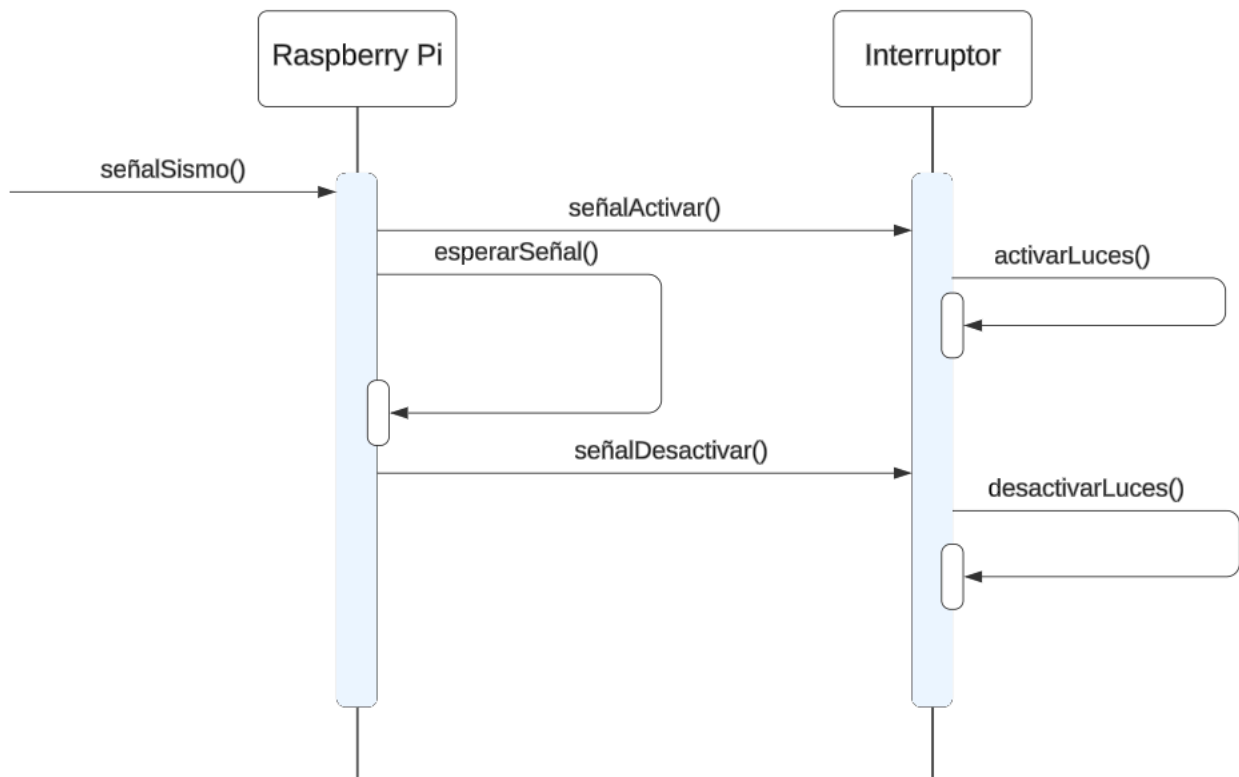 Raspberry Pi
Interruptor
señalSismo()
señalActivar()
esperarSeñal()
activarLuces()
señalDesactivar()
desactivarLuces()